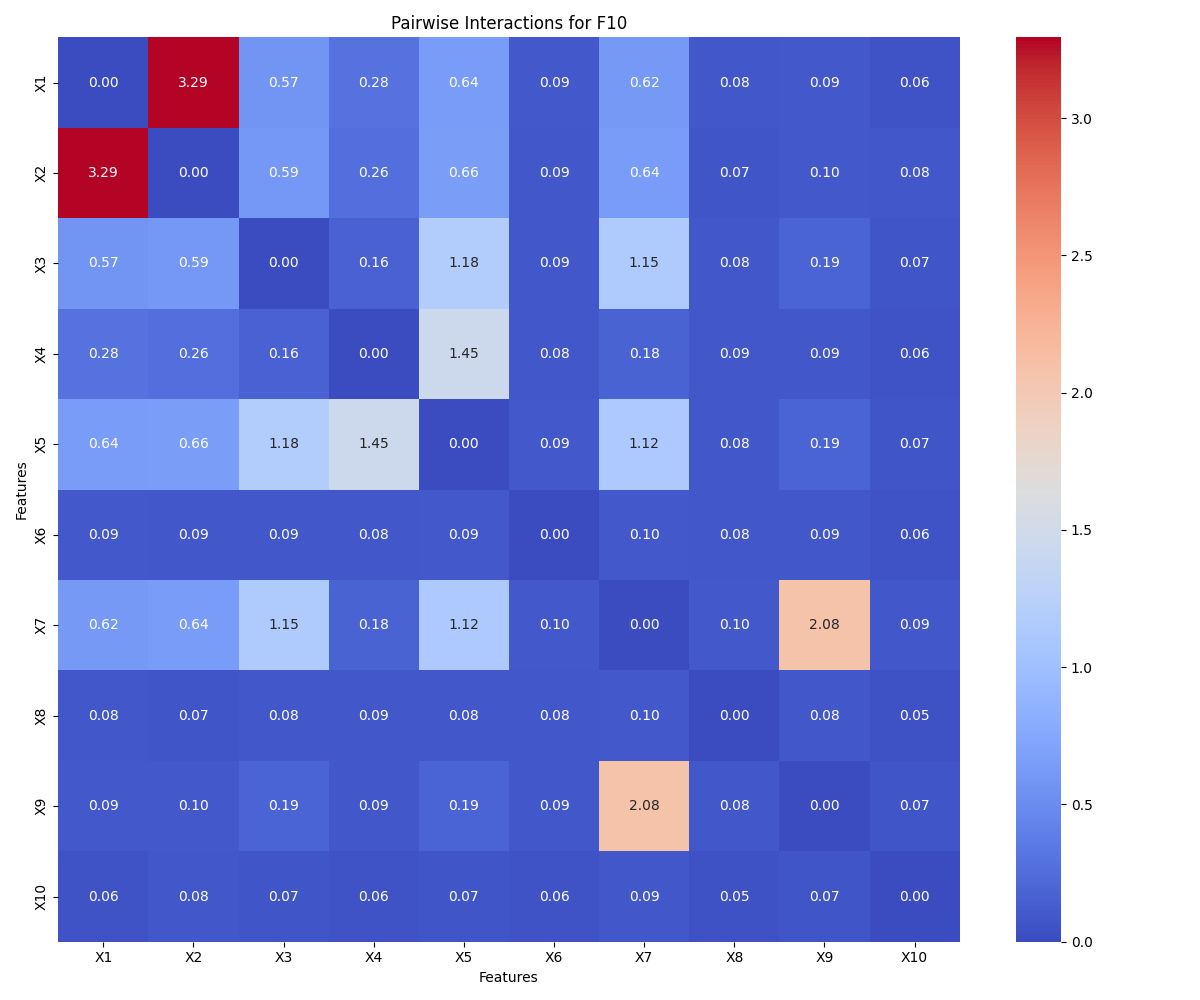 Pairwise Interactions for F10
X1 0.00 3.29 0.57 0.28 0.64 0.09 0.62 0.08 0.09 0.06
X2 3.29 0.00 0.59 0.26 0.66 0.09 0.64 0.07 0.10 0.08
X3 0.57 0.59 0.00 0.16 1.18 0.09 1.15 0.08 0.19 0.07
X4 0.28 0.26 0.16 0.00 1.45 0.08 0.18 0.09 0.09 0.06
X5 0.64 0.66 1.18 1.45 0.00 0.09 1.12 0.08 0.19 0.07
X6 0.09 0.09 0.09 0.08 0.09 0.00 0.10 0.08 0.09 0.06
X7 0.62 0.64 1.15 0.18 1.12 0.10 0.00 0.10 2.08 0.09
X8 0.08 0.07 0.08 0.09 0.08 0.08 0.10 0.00 0.08 0.05
X9 0.09 0.10 0.19 0.09 0.19 0.09 2.08 0.08 0.00 0.07
X10 0.06 0.08 0.07 0.06 0.07 0.06 0.09 0.05 0.07 0.00
X1 X2 X3 X4 X5 X6 X7 X8 X9 X10
Features
Features
3.0
2.5
2.0
1.5
1.0
0.5
0.0